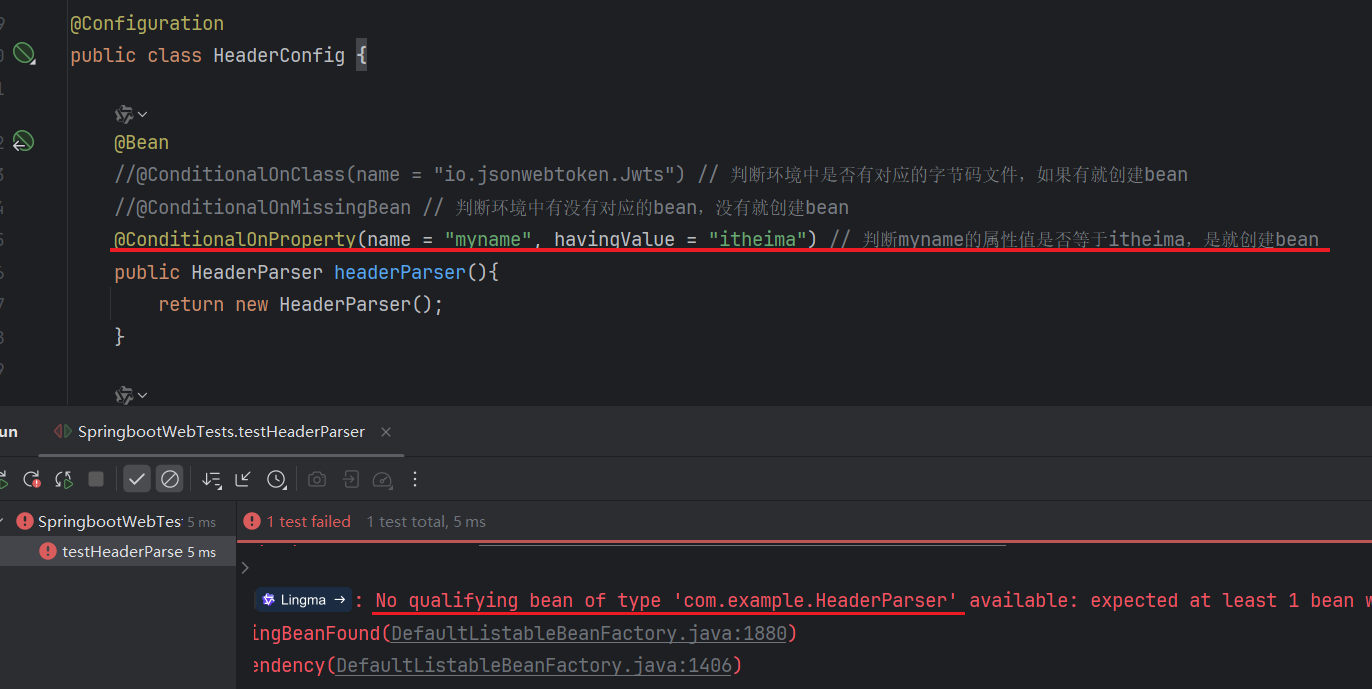 @Configuration
public class HeaderConfig {
@Bean
//@ConditionalOnClass(name = "io.jsonwebtoken.Jwts") // 判断环境中是否有对应的字节码文件，如果有就创建bean
//@ConditionalOnMissingBean // 判断环境中有没有对应的bean，没有就创建bean
@ConditionalOnProperty(name = "myname", havingValue = "itheima") // 判断myname的属性值是否等于itheima，是就创建bean
public HeaderParser headerParser(){
return new HeaderParser();
}
un SpringbootWebTests.testHeaderParser
SpringbootWebTes 5 ms
1 test failed 1 test total, 5 ms
testHeaderParse 5 ms
Lingma → : No qualifying bean of type 'com.example.HeaderParser' available: expected at least 1 bean w
ingBeanFound(DefaultListableBeanFactory.java:1880)
endency(DefaultListableBeanFactory.java:1406)